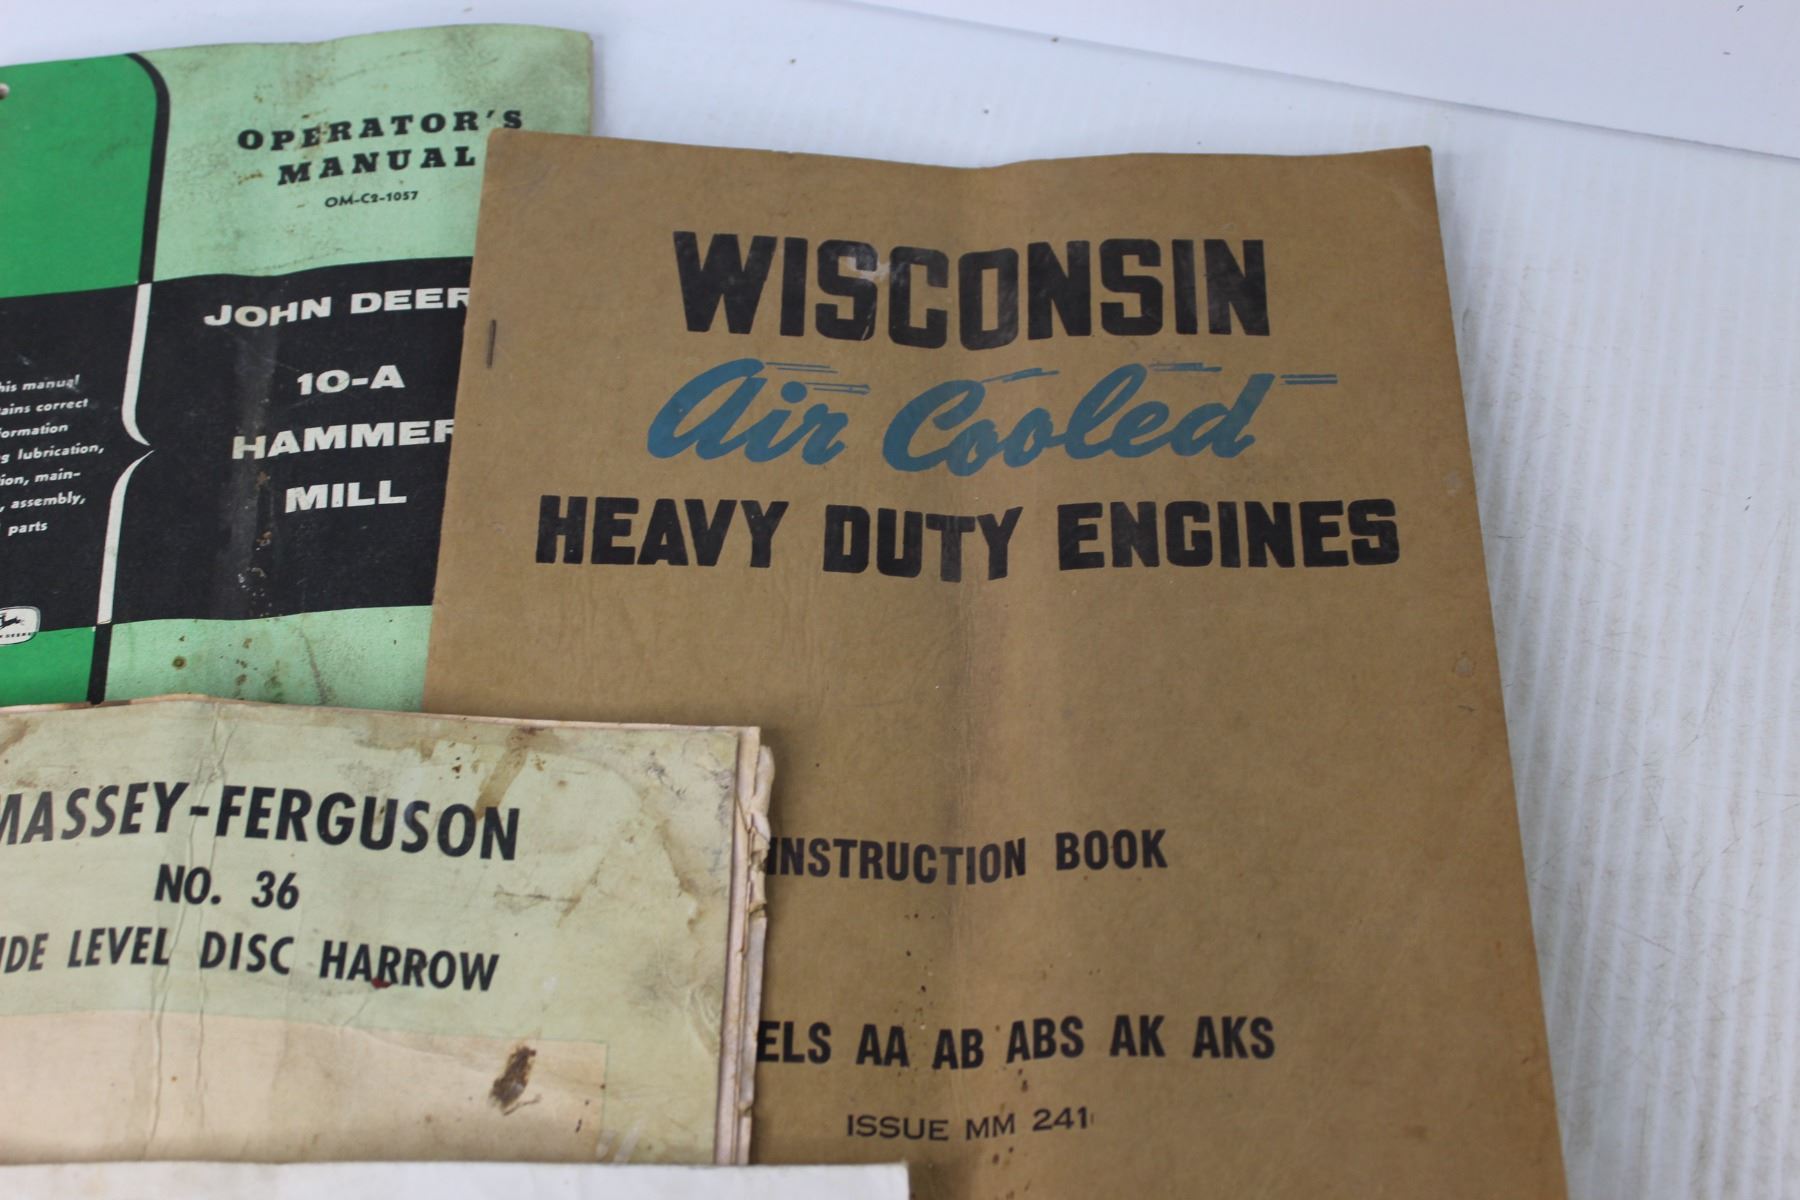 OPERATOR'S
MANUAL
OM-C2-1057
JOHN DEER
10-A
HAMMER
MILL
his manual
ains correct
formation
g lubrication,
ion, main-
, assembly,
parts
WISCONSIN
Air Cooled
HEAVY DUTY ENGINES
INSTRUCTION BOOK
ELS AA AB ABS AK AKS
ISSUE MM 241
MASSEY-FERGUSON
NO. 36
IDE LEVEL DISC HARROW